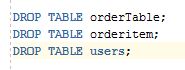 DROP TABLE orderTable;
DROP TABLE orderitem;
DROP TABLE users;